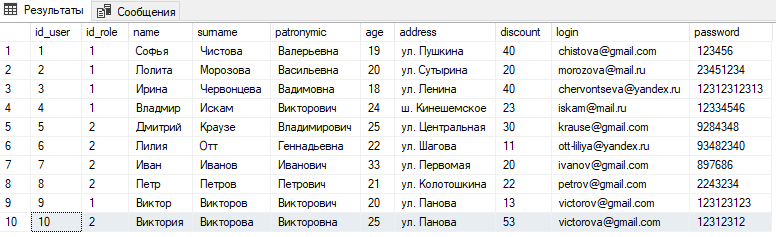 Результаты Сообщения
id_user id_role name surname patronymic age address discount login password
1 1 1 Софья Чистова Валерьевна 19 ул. Пушкина 40 chistova@gmail.com 123456
2 2 1 Лолита Морозова Васильевна 20 ул. Сутырина 20 morozova@mail.ru 23451234
3 3 1 Ирина Червонцева Вадимовна 18 ул. Ленина 40 chervontseva@yandex.ru 12312312313
4 4 1 Владмир Искам Викторович 24 ш. Кинешемское 23 iskam@mail.ru 12334546
5 5 2 Дмитрий Краузе Владимирович 25 ул. Центральная 30 krause@gmail.com 9284348
6 6 2 Лилия Отт Геннадьевна 22 ул. Шагова 11 ott-liliya@yandex.ru 93482340
7 7 2 Иван Иванов Иванович 33 ул. Первомая 20 ivanov@gmail.com 897686
8 8 2 Петр Петров Петрович 21 ул. Колотошкина 22 petrov@gmail.com 2243234
9 9 1 Виктор Викторов Викторович 20 ул. Панова 13 victorov@gmail.com 123123123
10 10 2 Виктория Викторова Викторовна 25 ул. Панова 53 victorova@gmail.com 12312312